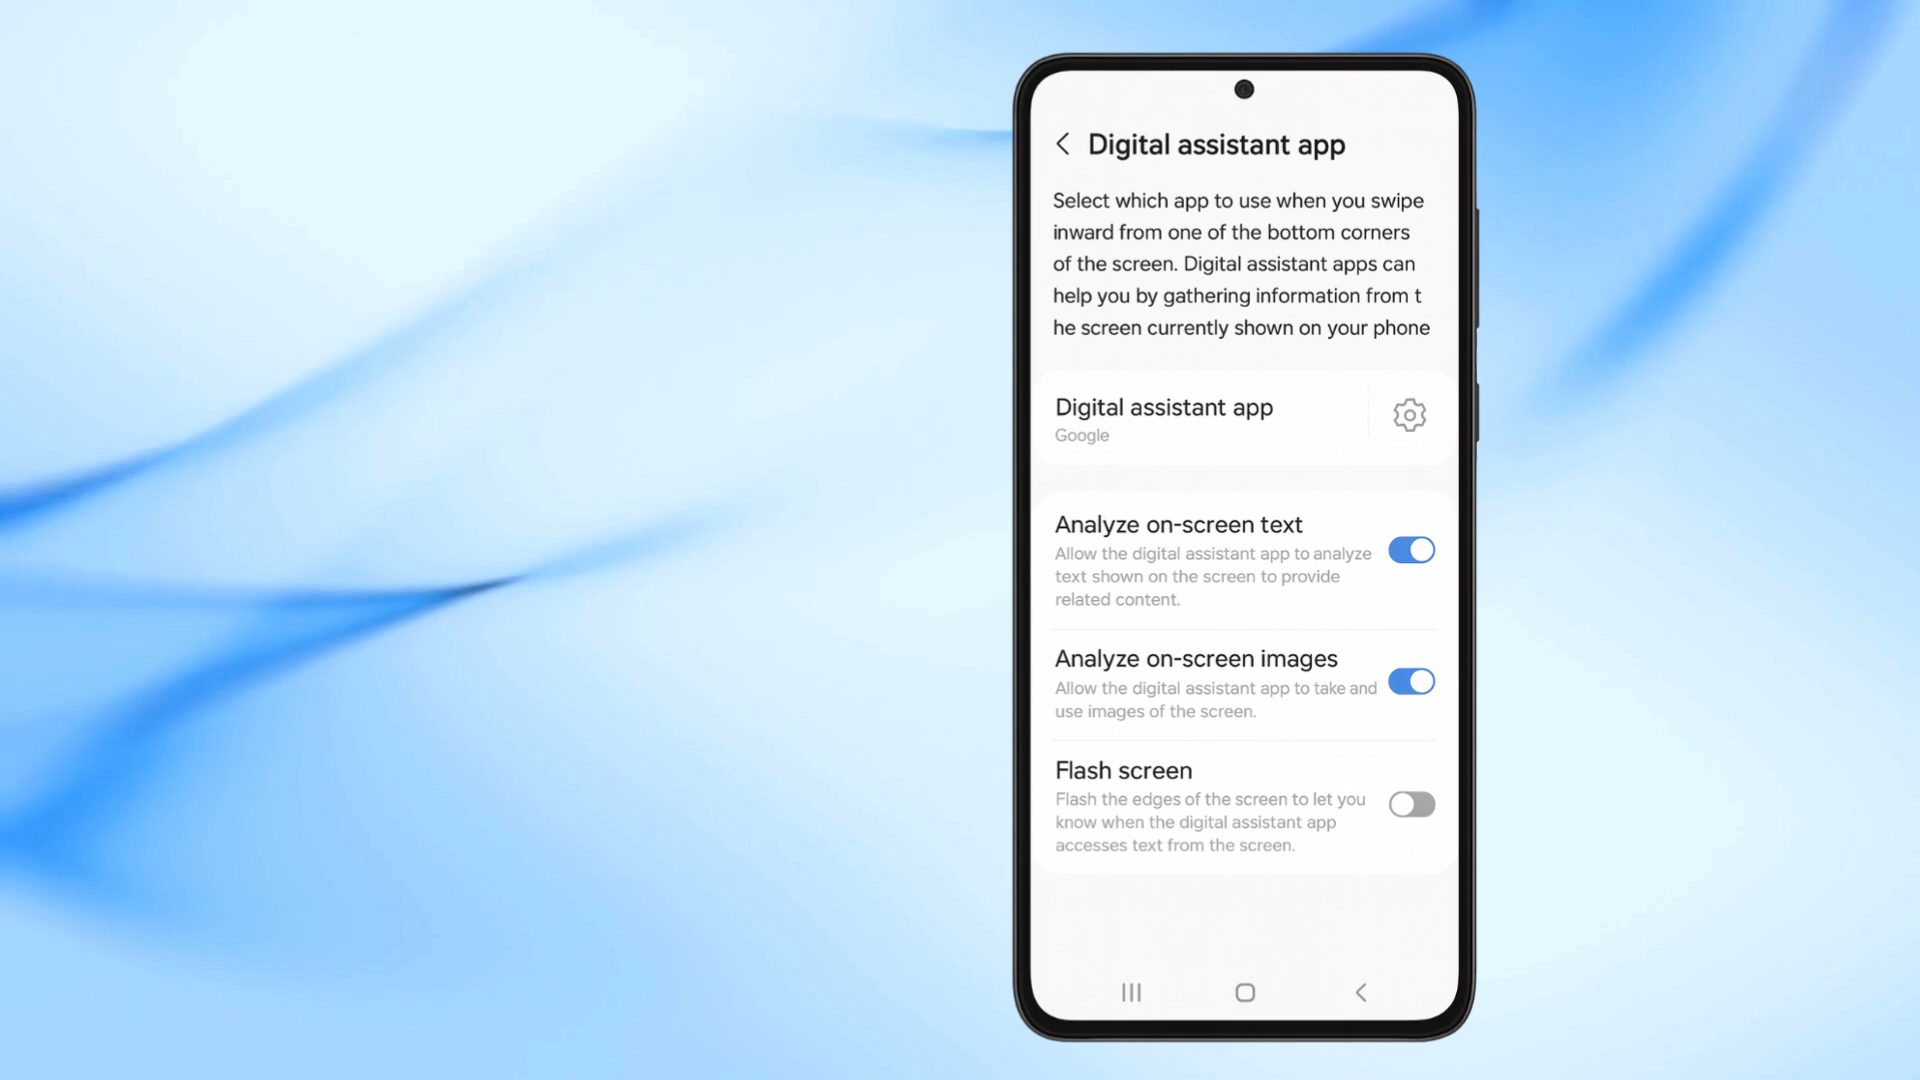 Digital assistant app
Select which app to use when you swipe
inward from one of the bottom corners
of the screen. Digital assistant apps can
help you by gathering information from t
he screen currently shown on your phone
Digital assistant app
Google
Analyze on-screen text
Allow the digital assistant app to analyze
text shown on the screen to provide
related content.
Analyze on-screen images
Allow the digital assistant app to take and
use images of the screen.
Flash screen
Flash the edges of the screen to let you
know when the digital assistant app
accesses text from the screen.